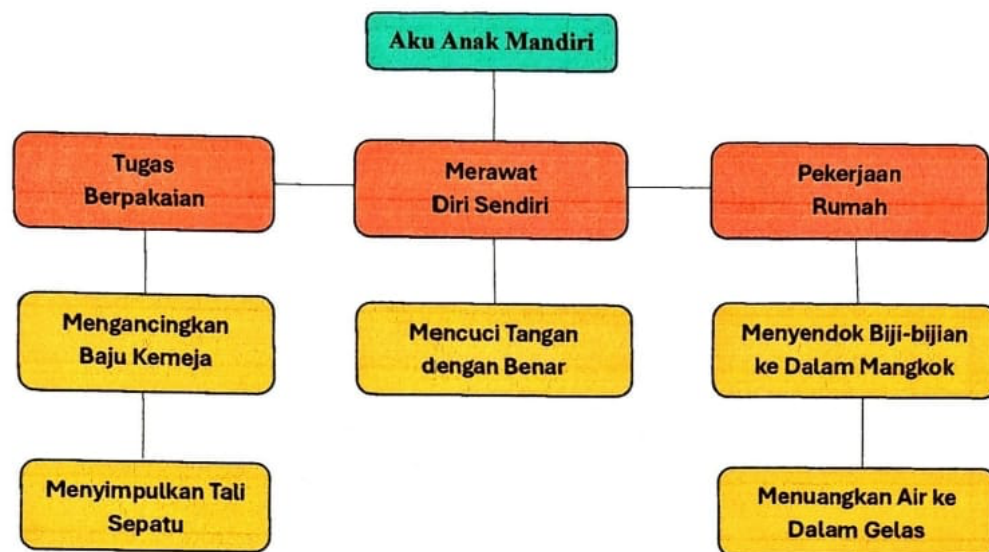 Aku Anak Mandiri
Tugas
Berpakaian
Merawat
Diri Sendiri
Pekerjaan
Rumah
Mengancingkan
Baju Kemeja
Mencuci Tangan
dengan Benar
Menyendok Biji-bijian
ke Dalam Mangkok
Menyimpulkan Tali
Sepatu
Menuangkan Air ke
Dalam Gelas